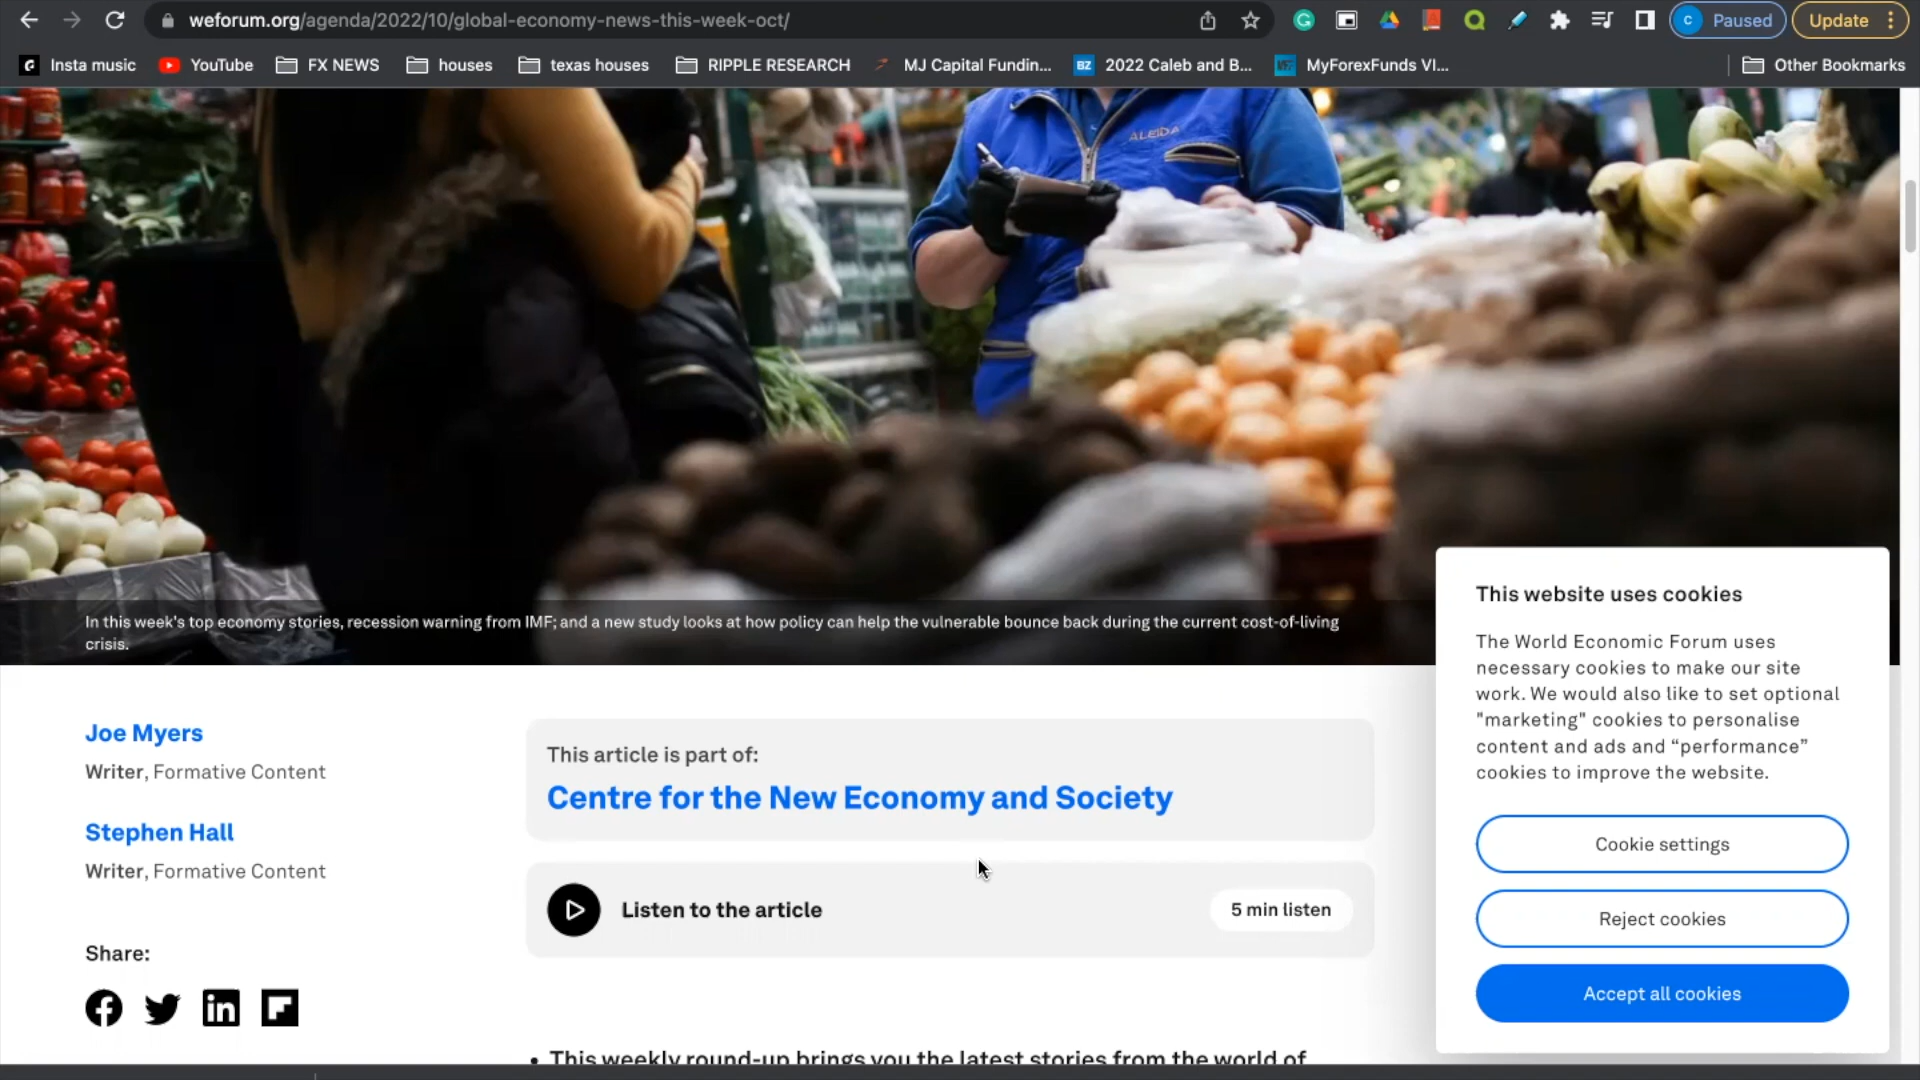 weforum.org/agenda/2022/10/global-economy-news-this-week-oct/
C Paused
Update
Insta music
YouTube
FX NEWS
houses
texas houses
RIPPLE RESEARCH
MJ Capital Fundin...
BZ 2022 Caleb and B...
MyForexFunds VI...
Other Bookmarks
ALEIDA
In this week's top economy stories, recession warning from IMF; and a new study looks at how policy can help the vulnerable bounce back during the current cost-of-living
crisis.
Joe Myers
Writer, Formative Content
Stephen Hall
Writer, Formative Content
Share:
in
This article is part of:
Centre for the New Economy and Society
Listen to the article
5 min listen
• This weekly round-up brings you the latest stories from the world of
This website uses cookies
The World Economic Forum uses
necessary cookies to make our site
work. We would also like to set optional
"marketing" cookies to personalise
content and ads and “performance”
cookies to improve the website.
Cookie settings
Reject cookies
Accept all cookies